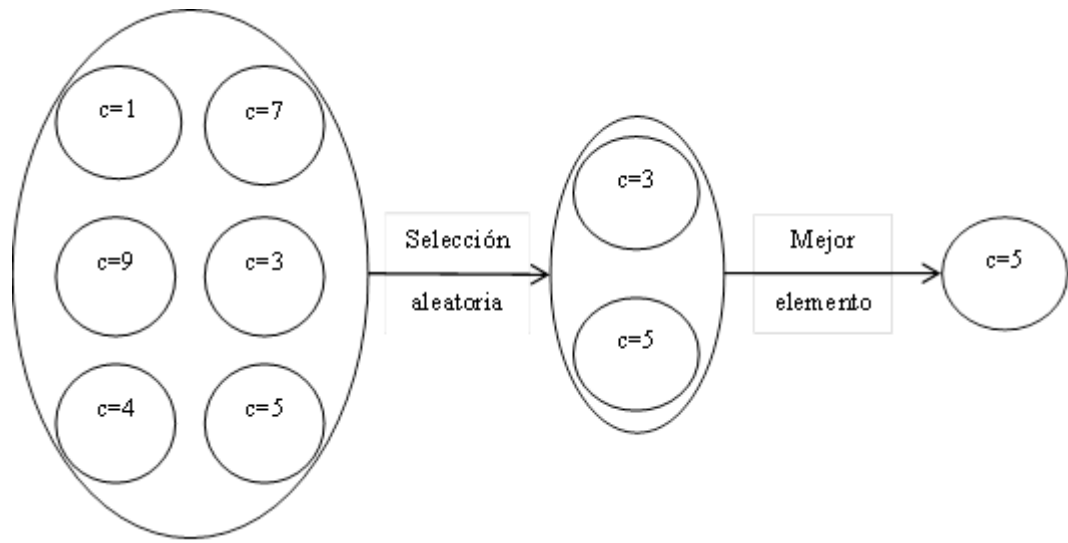 c=1
c=7
c=9
c=3
c=4
c=5
Selección
aleatoria
c=3
c=5
Mejor
elemento
c=5